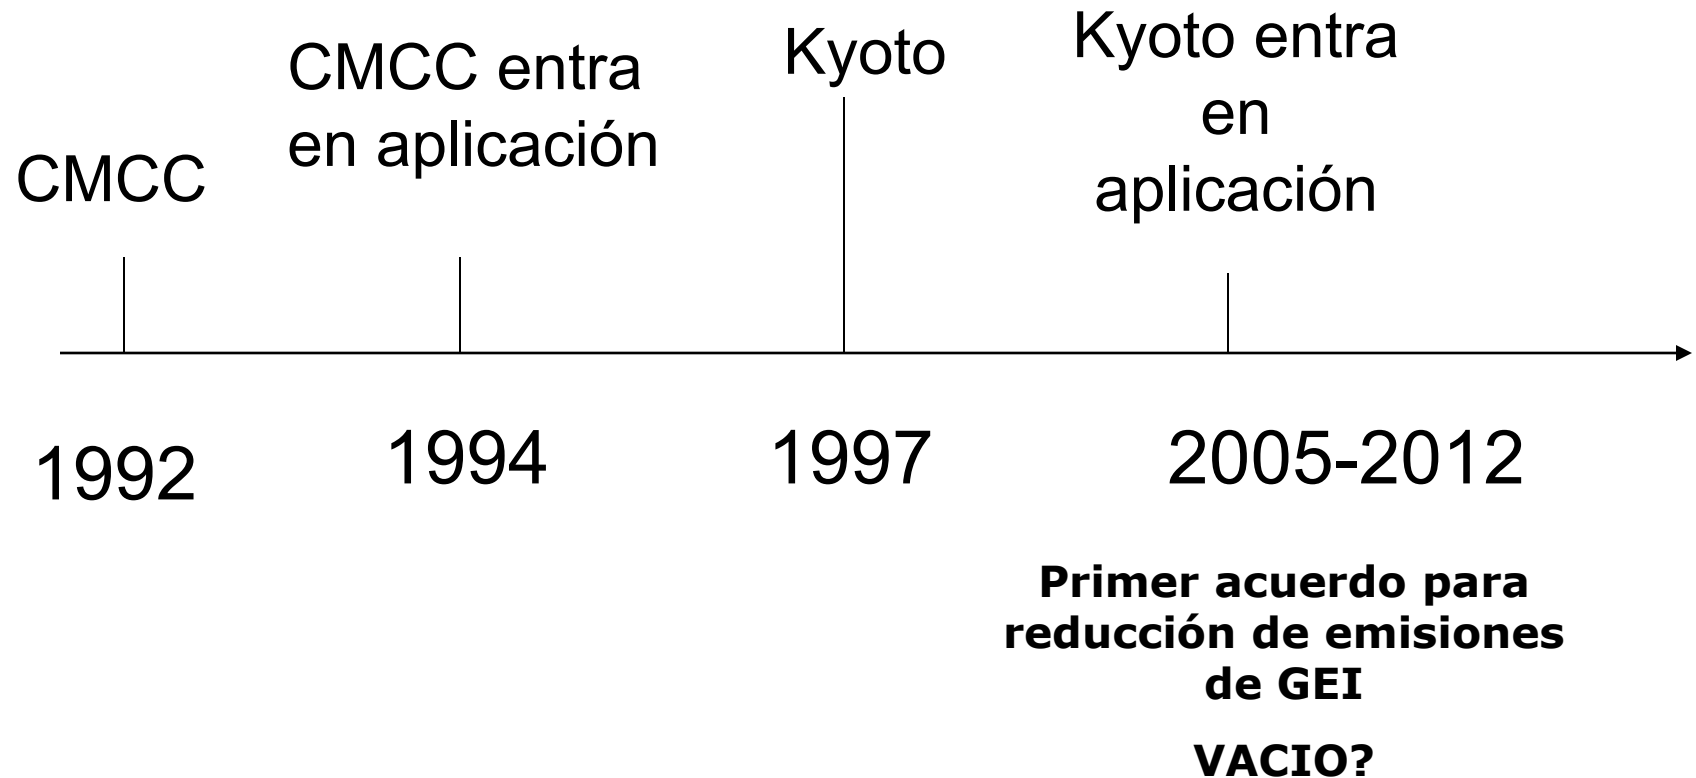 CMCC
CMCC entra
en aplicación
Kyoto
Kyoto entra
en
aplicación
1992
1994
1997
2005-2012
Primer acuerdo para
reducción de emisiones
de GEI
VACIO?